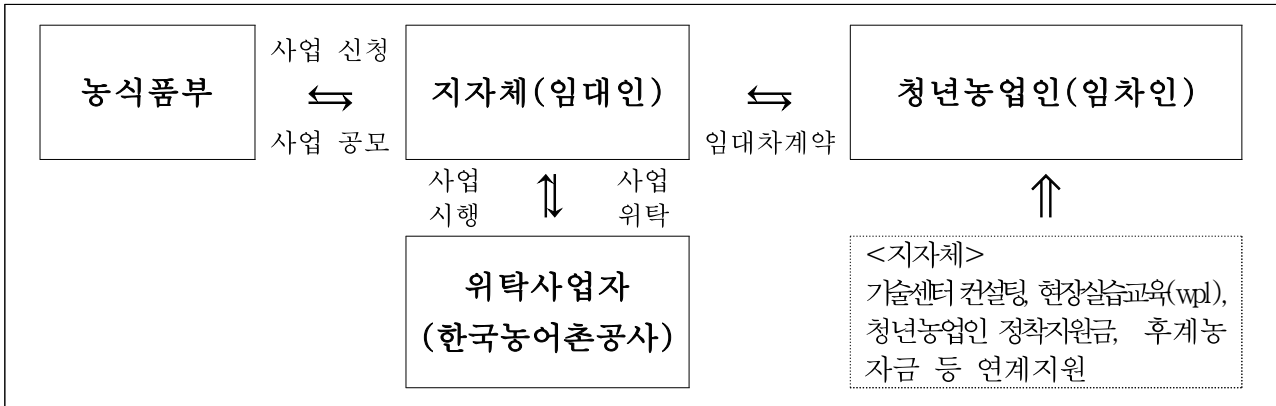 농식품부
사업 신청
⇆
사업 공모
지자체(임대인)
⇆
임대차계약
청년농업인(임차인)
사업
시행
⇅
사업
위탁
⇑
위탁사업자
(한국농어촌공사)
<지자체>
기술센터 컨설팅, 현장실습교육(wpl),
청년농업인 정착지원금, 후계농
자금 등 연계지원